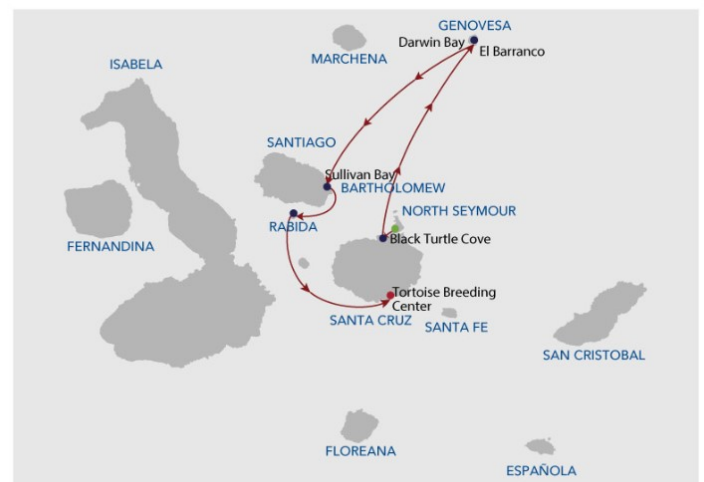 GENOVESA
Darwin Bay
El Barranco
MARCHENA
ISABELA
SANTIAGO
Sullivan Bay
BARTHOLOMEW
NORTH SEYMOUR
RABIDA
Black Turtle Cove
FERNANDINA
Tortoise Breeding
Center
SANTA CRUZ
SANTA FE
SAN CRISTOBAL
FLOREANA
ESPAÑOLA